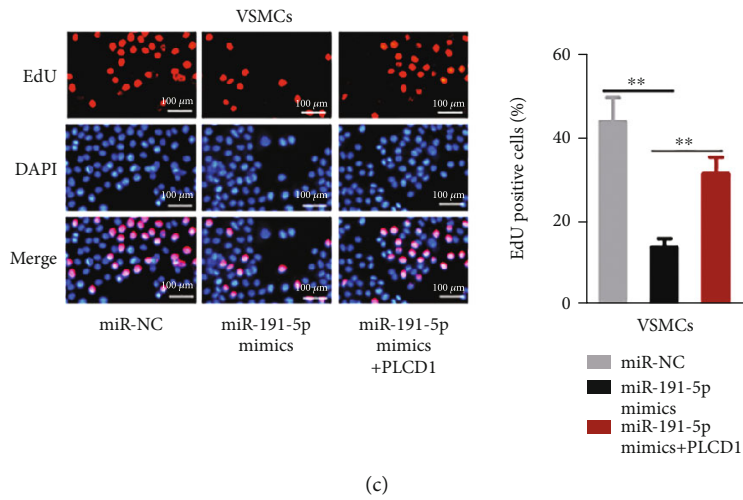 VSMCs
EdU
100 μm
100 μm
100 μm
DAPI
100 μm
100 μm
100 μm
Merge
100 μm
100 μm
100 μm
miR-NC
miR-191-5p
mimics
miR-191-5p
mimics
+PLCD1
EdU positive cells (%)
60
40
20
0
**
**
VSMCs
miR-NC
miR-191-5p
mimics
miR-191-5p
mimics+PLCD1
(c)